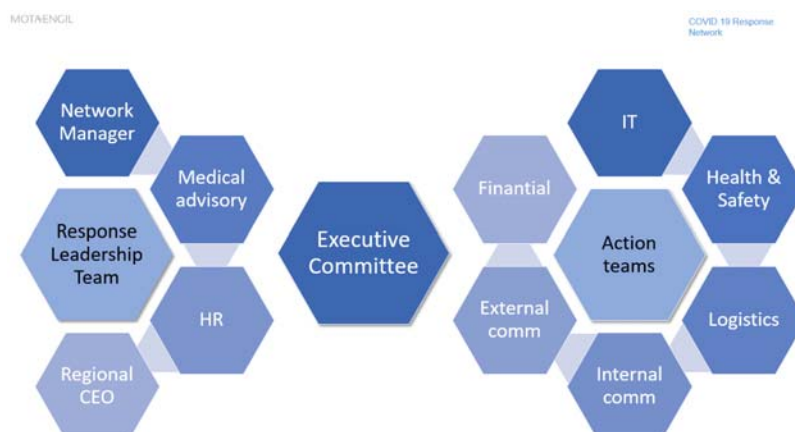 MOTAENGIL
COVID 19 Response
Network
Network
Manager
Medical
advisory
Response
Leadership
Team
HR
Regional
CEO
Executive
Committee
IT
Finantial
Health &
Safety
Action
teams
External
comm
Logistics
Internal
comm